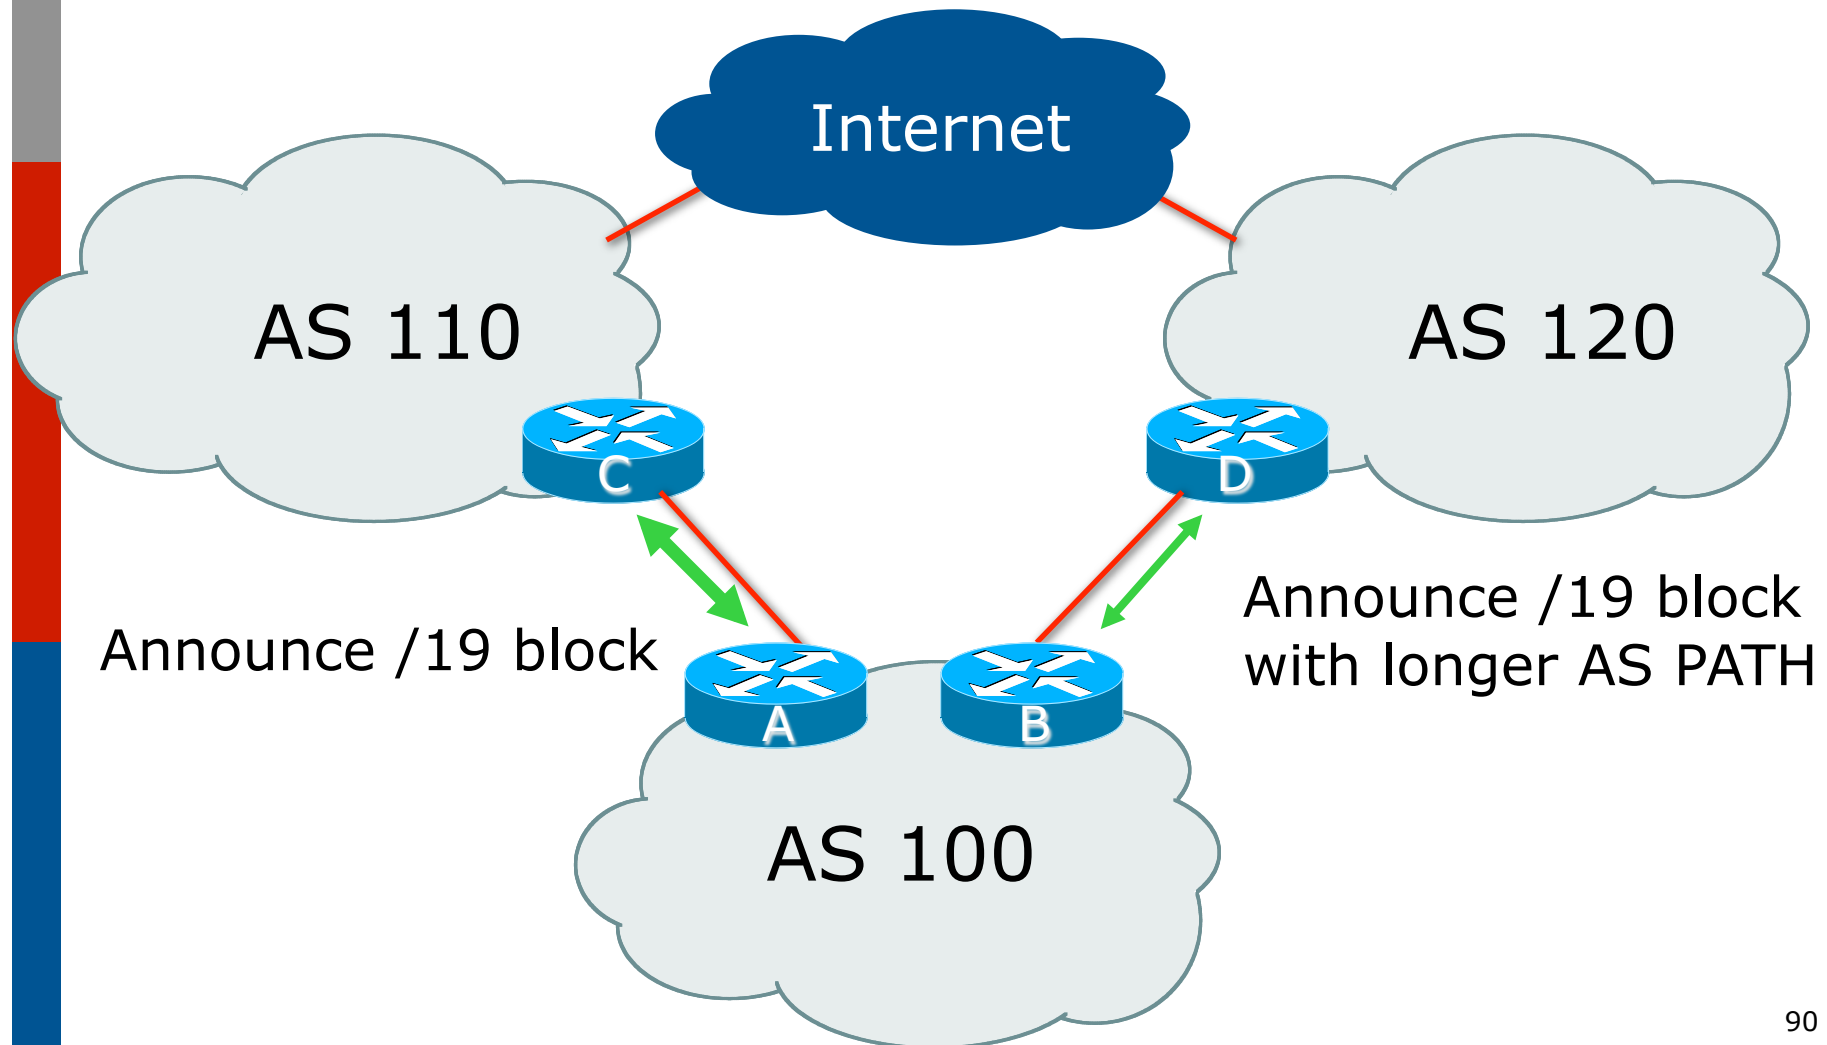 Internet
AS 110
AS 120
C
D
Announce /19 block
Announce /19 block
with longer AS PATH
A
B
AS 100
90